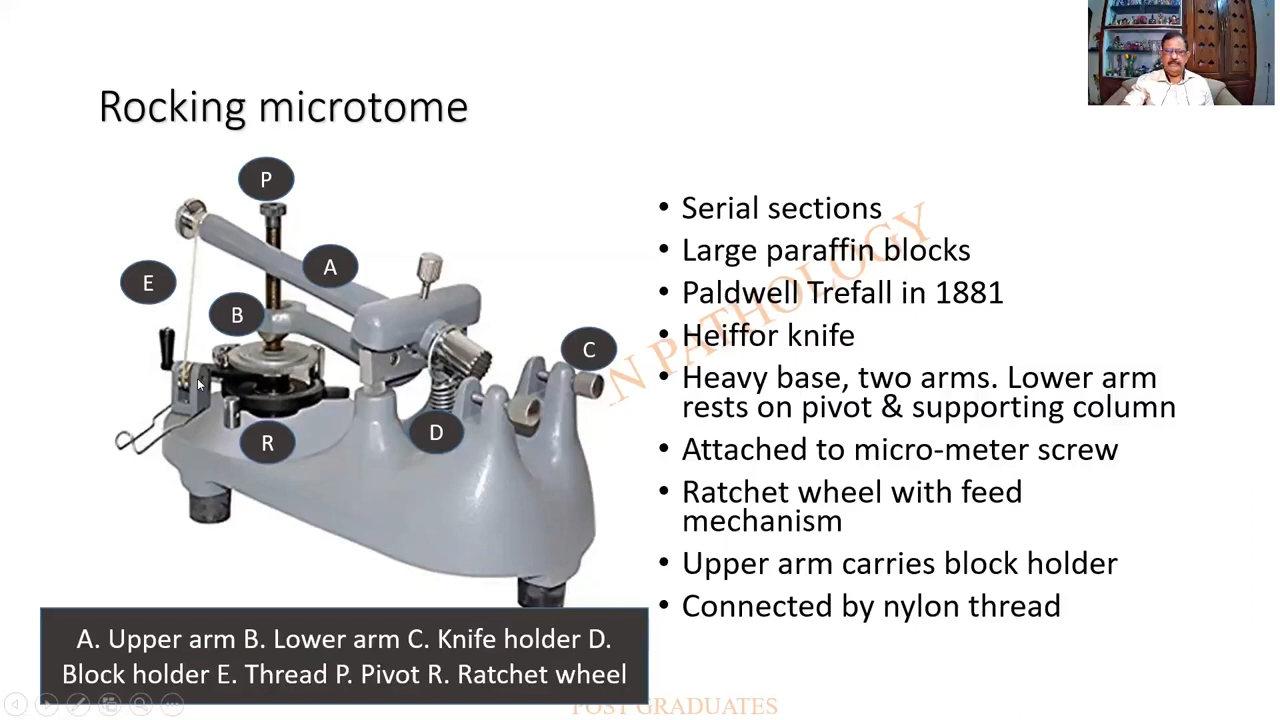 Rocking microtome
P
A
E
B
C
D
R
• Serial sections
• Large paraffin blocks
• Paldwell Trefall in 1881
• Heiffor knife
• Heavy base, two arms. Lower arm
rests on pivot & supporting column
• Attached to micro-meter screw
• Ratchet wheel with feed
mechanism
• Upper arm carries block holder
• Connected by nylon thread
A. Upper arm B. Lower arm C. Knife holder D.
Block holder E. Thread P. Pivot R. Ratchet wheel
N PATHOLOGY
POST GRADUATES